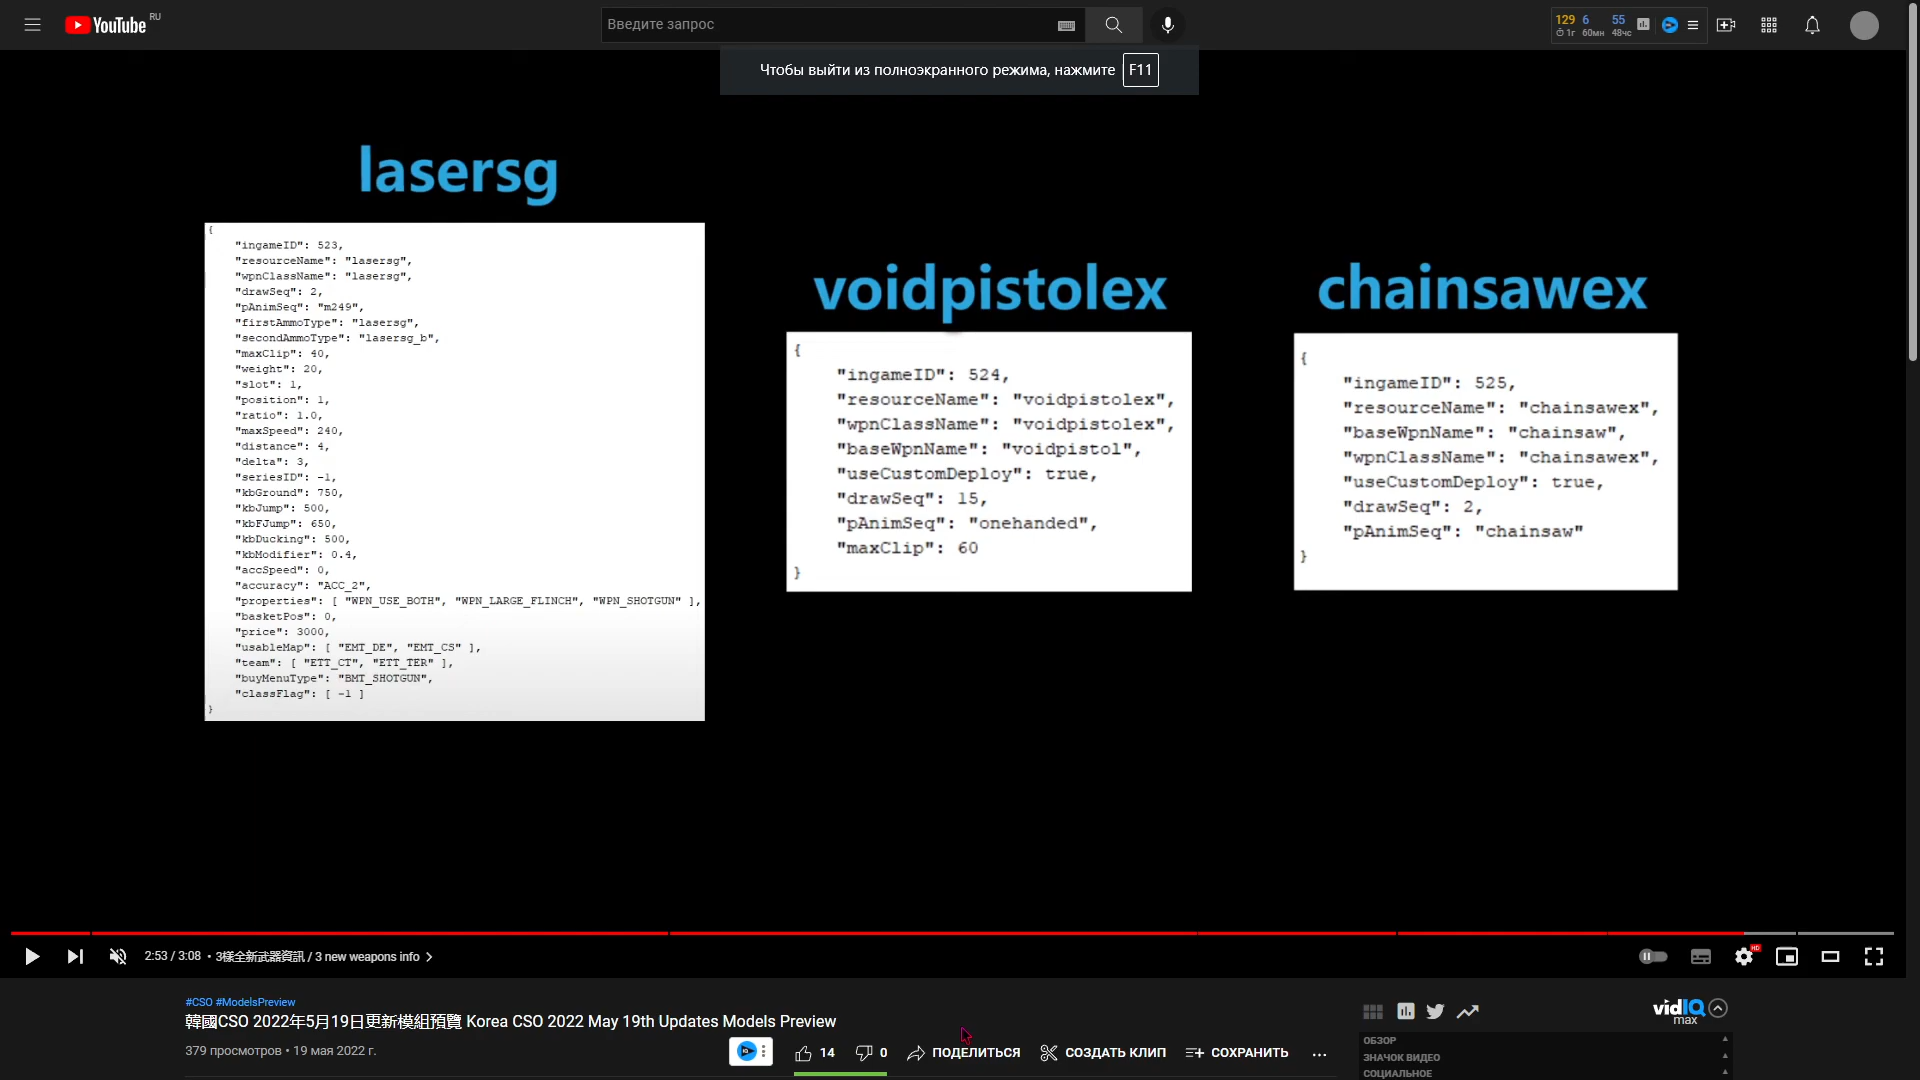 YouTube RU
Введите запрос
129 6 55
1г 60мн 48чс
Чтобы выйти из полноэкранного режима, нажмите F11
lasersg
{
"ingameID": 523,
"resourceName": "lasersg",
"wpnClassName": "lasersg",
"drawSeq": 2,
"pAnimSeq": "m249",
"firstAmmoType": "lasersg",
"secondAmmoType": "lasersg_b",
"maxClip": 40,
"weight": 20,
"slot": 1,
"position": 1,
"ratio": 1.0,
"maxSpeed": 240,
"distance": 4,
"delta": 3,
"seriesID": -1,
"kbGround": 750,
"kbJump": 500,
"kbFJump": 650,
"kbDucking": 500,
"kbModifier": 0.4,
"accSpeed": 0,
"accuracy": "ACC_2",
"properties": [ "WPN_USE_BOTH", "WPN_LARGE_FLINCH", "WPN_SHOTGUN" ],
"basketPos": 0,
"price": 3000,
"usableMap": [ "EMT_DE", "EMT_CS" ],
"team": [ "ETT_CT", "ETT_TER" ],
"buyMenuType": "BMT_SHOTGUN",
"classFlag": [ -1 ]
}
voidpistolex
{
"ingameID": 524,
"resourceName": "voidpistolex",
"wpnClassName": "voidpistolex",
"baseWpnName": "voidpistol",
"useCustomDeploy": true,
"drawSeq": 15,
"pAnimSeq": "onehanded",
"maxClip": 60
}
chainsawex
{
"ingameID": 525,
"resourceName": "chainsawex",
"baseWpnName": "chainsaw",
"wpnClassName": "chainsawex",
"useCustomDeploy": true,
"drawSeq": 2,
"pAnimSeq": "chainsaw"
}
2:53 / 3:08 • 3樣全新武器資訊 / 3 new weapons info
HD
#CSO #ModelsPreview
韓國CSO 2022年5月19日更新模組預覽 Korea CSO 2022 May 19th Updates Models Preview
379 просмотров • 19 мая 2022 г.
14 0 ПОДЕЛИТЬСЯ СОЗДАТЬ КЛИП СОХРАНИТЬ ...
vidIQ
max
ОБЗОР
ЗНАЧОК ВИДЕО
СОЦИАЛЬНОЕ